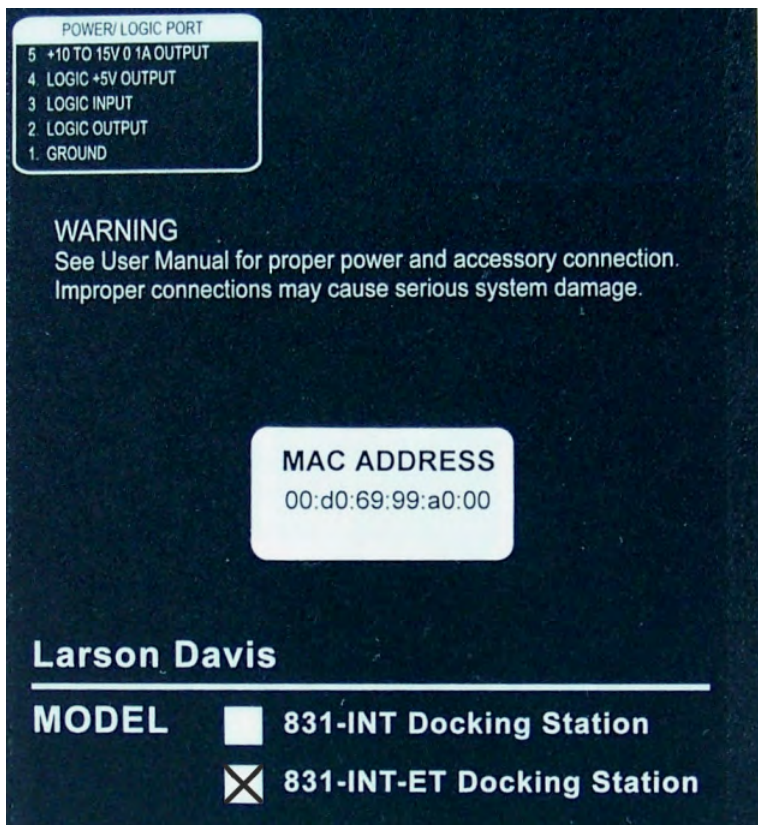 POWER/ LOGIC PORT
5 +10 TO 15V 0 1A OUTPUT
4. LOGIC +5V OUTPUT
3 LOGIC INPUT
2. LOGIC OUTPUT
1. GROUND
WARNING
See User Manual for proper power and accessory connection.
Improper connections may cause serious system damage.
MAC ADDRESS
00:d0:69:99:a0:00
Larson Davis
MODEL 831-INT Docking Station
831-INT-ET Docking Station